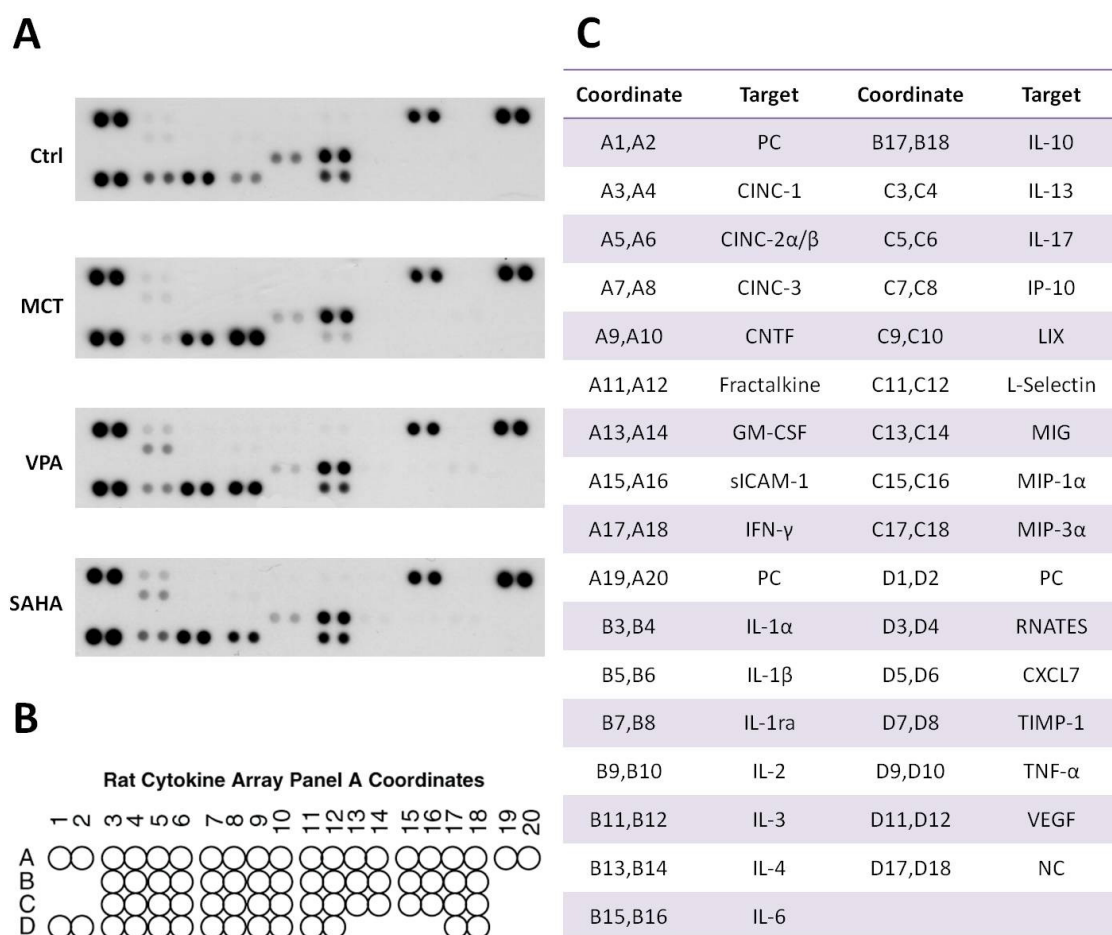 A
Ctrl
MCT
VPA
SAHA
B
Rat Cytokine Array Panel A Coordinates
1 2 3 4 5 6 7 8 9 10 11 12 13 14 15 16 17 18 19 20
A
B
C
D
C
Coordinate Target Coordinate Target
A1,A2 PC B17,B18 IL-10
A3,A4 CINC-1 C3,C4 IL-13
A5,A6 CINC-2α/β C5,C6 IL-17
A7,A8 CINC-3 C7,C8 IP-10
A9,A10 CNTF C9,C10 LIX
A11,A12 Fractalkine C11,C12 L-Selectin
A13,A14 GM-CSF C13,C14 MIG
A15,A16 sICAM-1 C15,C16 MIP-1α
A17,A18 IFN-γ C17,C18 MIP-3α
A19,A20 PC D1,D2 PC
B3,B4 IL-1α D3,D4 RNATES
B5,B6 IL-1β D5,D6 CXCL7
B7,B8 IL-1ra D7,D8 TIMP-1
B9,B10 IL-2 D9,D10 TNF-α
B11,B12 IL-3 D11,D12 VEGF
B13,B14 IL-4 D17,D18 NC
B15,B16 IL-6